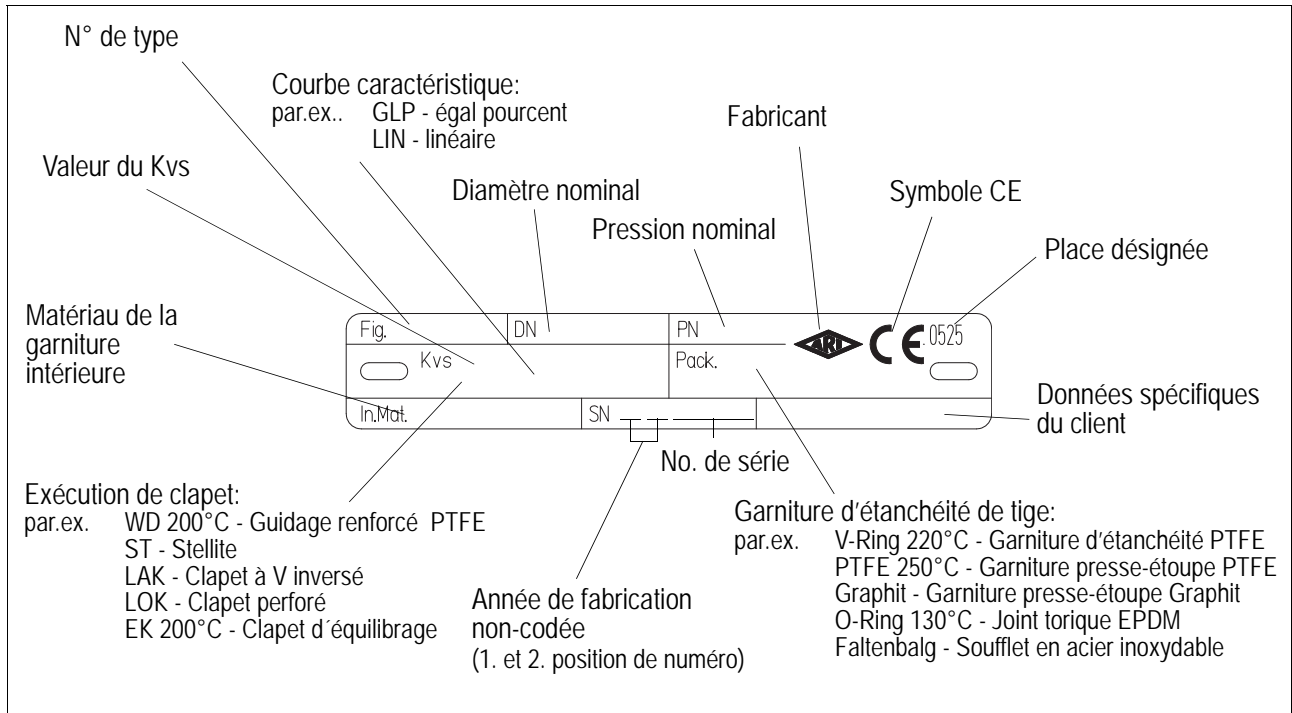 N° de type
Courbe caractéristique:
par.ex.. GLP - égal pourcent
LIN - linéaire
Fabricant
Valeur du Kvs
Diamètre nominal
Symbole CE
Pression nominal
Place désignée
Matériau de la
garniture
intérieure
Fig. DN PN ARI CE 0525
Kvs Pack.
In.Mat. SN
Données spécifiques
du client
No. de série
Exécution de clapet:
par.ex. WD 200°C - Guidage renforcé PTFE
ST - Stellite
LAK - Clapet à V inversé
LOK - Clapet perforé
EK 200°C - Clapet d´équilibrage
Année de fabrication
non-codée
(1. et 2. position de numéro)
Garniture d'étanchéité de tige:
par.ex. V-Ring 220°C - Garniture d'étanchéité PTFE
PTFE 250°C - Garniture presse-étoupe PTFE
Graphit - Garniture presse-étoupe Graphit
O-Ring 130°C - Joint torique EPDM
Faltenbalg - Soufflet en acier inoxydable